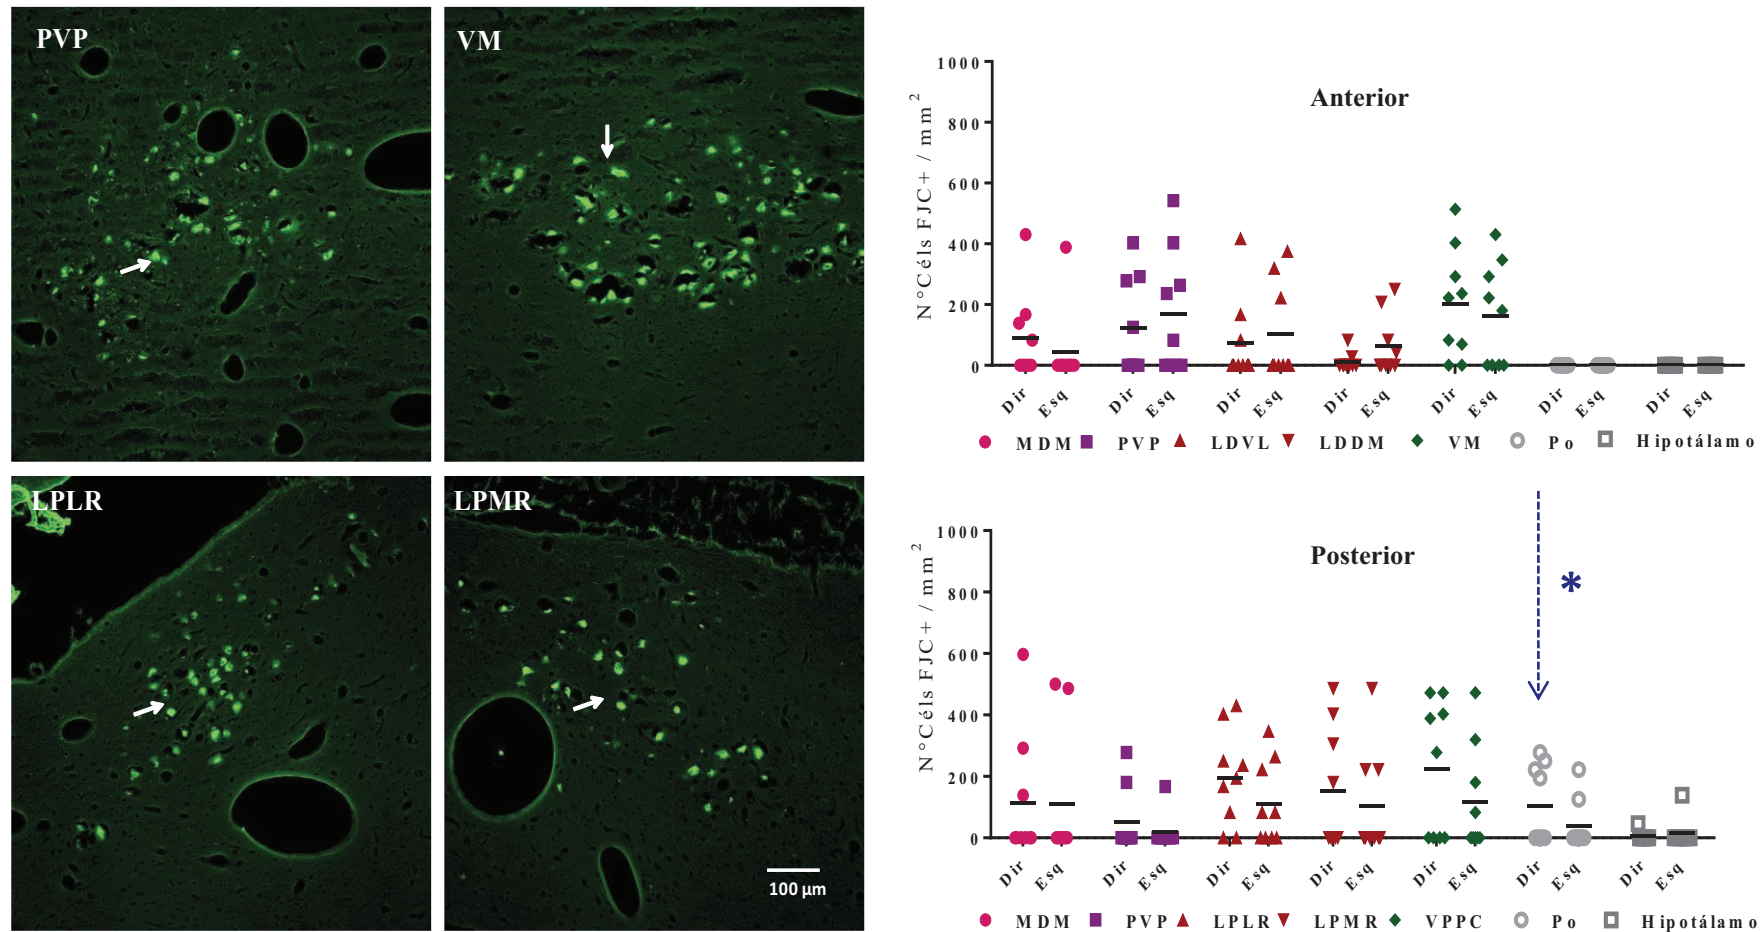 PVP
VM
LPLR
LPMR
100 µm
Anterior
N°Céls FJC+ / mm²
1000
800
600
400
200
0
Dir Esq Dir Esq Dir Esq Dir Esq Dir Esq Dir Esq Dir Esq
MDM PVP LDVL LDDM VM Po Hipotálamo
Posterior
*
N°Céls FJC+ / mm²
1000
800
600
400
200
0
Dir Esq Dir Esq Dir Esq Dir Esq Dir Esq Dir Esq Dir Esq
MDM PVP LPLR LPMR VPPC Po Hipotálamo